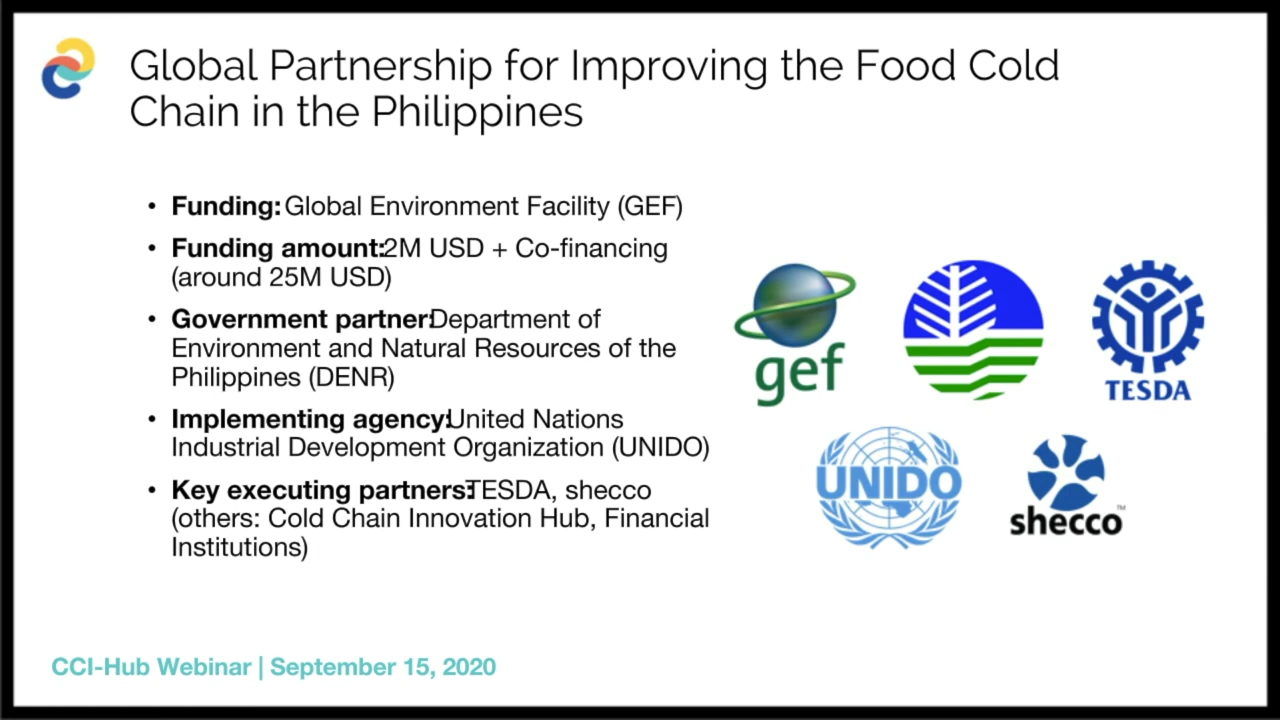 Global Partnership for Improving the Food Cold
Chain in the Philippines
• Funding: Global Environment Facility (GEF)
• Funding amount:2M USD + Co-financing
(around 25M USD)
• Government partner:Department of
Environment and Natural Resources of the
Philippines (DENR)
• Implementing agency:United Nations
Industrial Development Organization (UNIDO)
• Key executing partners:TESDA, shecco
(others: Cold Chain Innovation Hub, Financial
Institutions)
gef
TESDA
UNIDO
shecco™
CCI-Hub Webinar | September 15, 2020